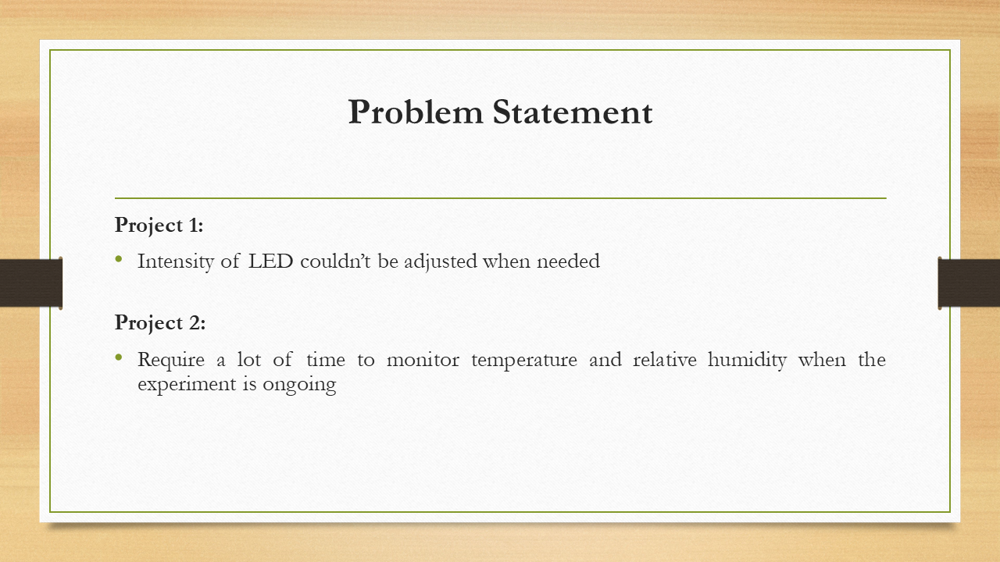 Problem Statement
Project 1:
• Intensity of LED couldn’t be adjusted when needed
Project 2:
• Require a lot of time to monitor temperature and relative humidity when the
experiment is ongoing